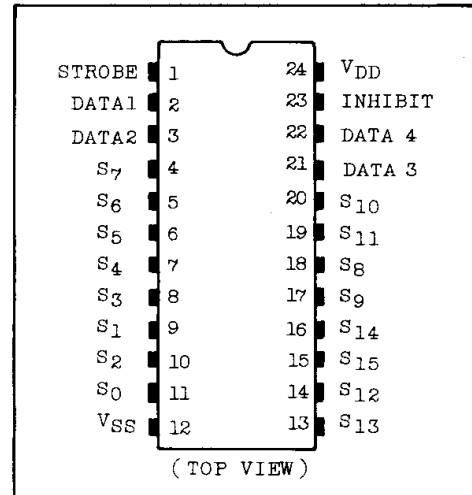 STROBE 1 24 VDD
DATA1 2 23 INHIBIT
DATA2 3 22 DATA 4
S7 4 21 DATA 3
S6 5 20 S10
S5 6 19 S11
S4 7 18 S8
S3 8 17 S9
S1 9 16 S14
S2 10 15 S15
S0 11 14 S12
VSS 12 13 S13
(TOP VIEW)